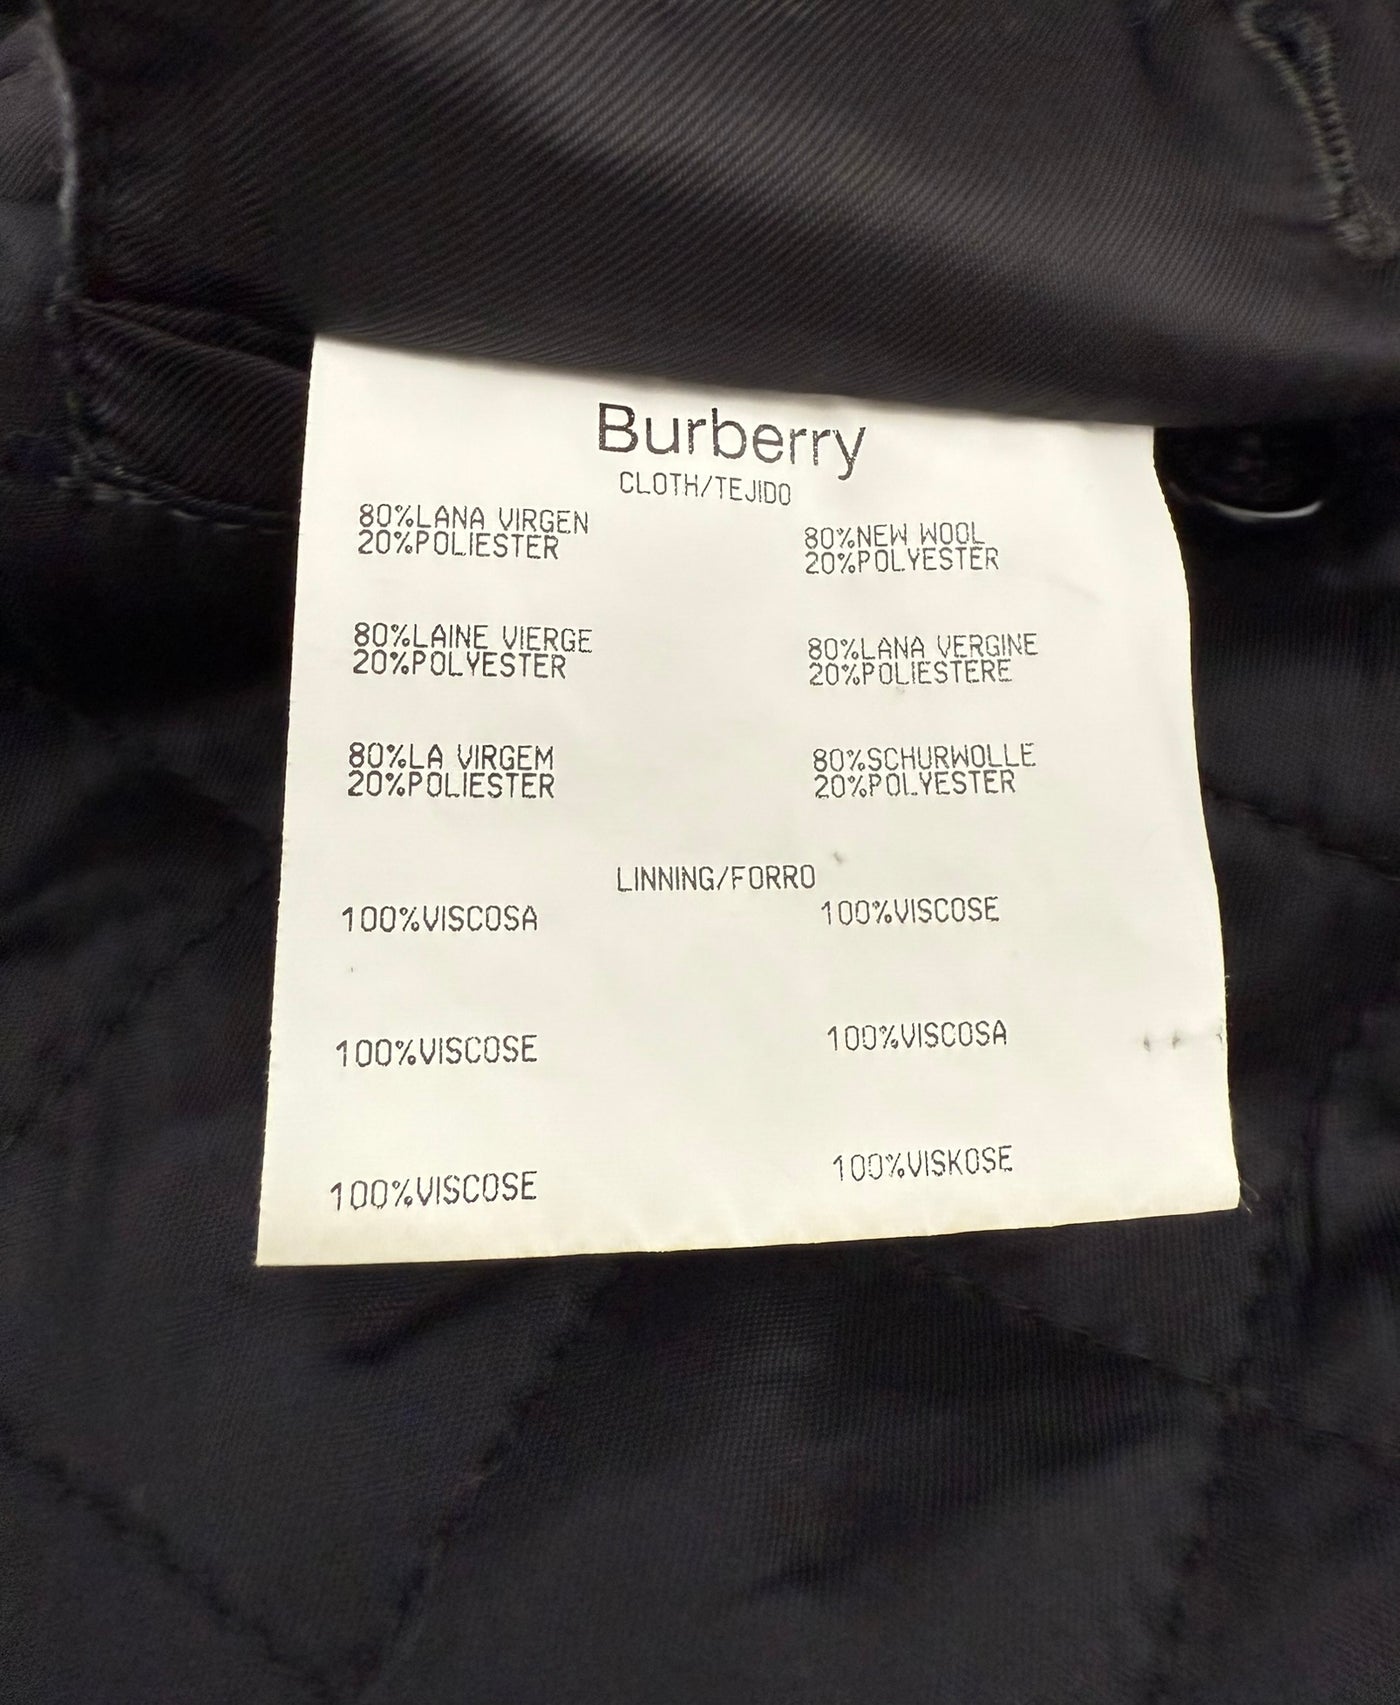 Burberry
CLOTH/TEJIDO
80%LANA VIRGEN
20%POLIESTER
80%NEW WOOL
20%POLYESTER
80%LAINE VIERGE
20%POLYESTER
80%LANA VERGINE
20%POLIESTERE
80%LA VIRGEM
20%POLIESTER
80%SCHURWOLLE
20%POLYESTER
LINNING/FORRO
100%VISCOSA
100%VISCOSE
100%VISCOSE
100%VISCOSA
100%VISCOSE
100%VISKOSE